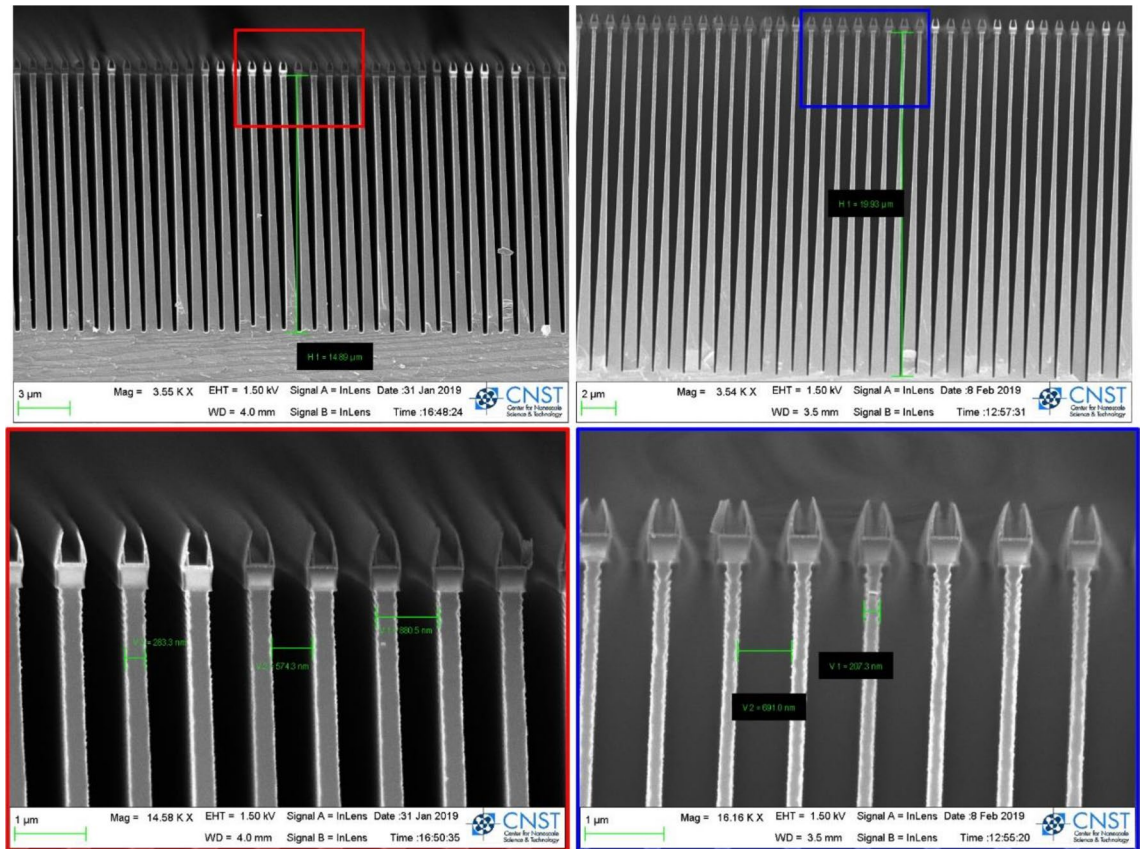 H 1 = 14.89 µm
3 µm
Mag = 3.55 K X EHT = 1.50 kV Signal A = InLens Date :31 Jan 2019
WD = 4.0 mm Signal B = InLens Time :16:48:24
CNST
Center for Nanoscale
Science & Technology
H 1 = 19.93 µm
2 µm
Mag = 3.54 K X EHT = 1.50 kV Signal A = InLens Date :8 Feb 2019
WD = 3.5 mm Signal B = InLens Time :12:57:31
CNST
Center for Nanoscale
Science & Technology
V 1 = 880.5 nm
= 283.3 nm
= 574.3 nm
1 µm
Mag = 14.58 K X EHT = 1.50 kV Signal A = InLens Date :31 Jan 2019
WD = 4.0 mm Signal B = InLens Time :16:50:35
CNST
Center for Nanoscale
Science & Technology
V 1 = 207.3 nm
V 2 = 691.0 nm
1 µm
Mag = 16.16 K X EHT = 1.50 kV Signal A = InLens Date :8 Feb 2019
WD = 3.5 mm Signal B = InLens Time :12:55:20
CNST
Center for Nanoscale
Science & Technology